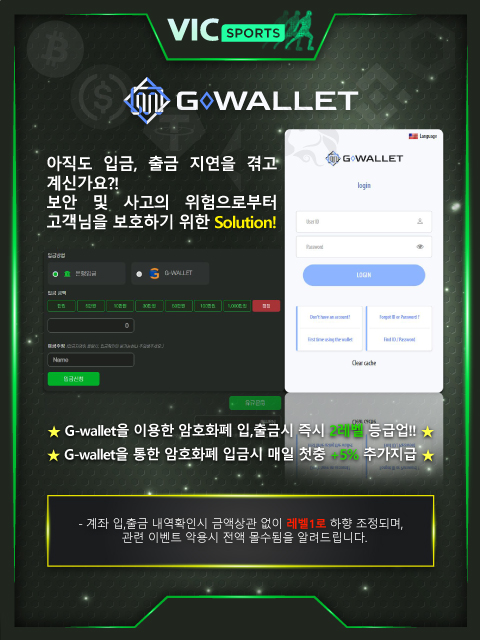 VIC SPORTS
G◊WALLET
아직도 입금, 출금 지연을 겪고
계신가요?!
보안 및 사고의 위험으로부터
고객님을 보호하기 위한 Solution!
Language
G◊WALLET
login
User ID
Password
LOGIN
Don't have an account?
Forgot ID or Password ?
First time using the wallet
Find ID / Password
Clear cache
입금방법
은행입금
G-WALLET
입금 금액
0
Name
입금신청
★ G-wallet을 이용한 암호화폐 입,출금시 즉시 2레벨 등급업!! ★
★ G-wallet을 통한 암호화폐 입금시 매일 첫충 +5% 추가지급 ★
- 계좌 입,출금 내역확인시 금액상관 없이 레벨1로 하향 조정되며,
관련 이벤트 악용시 전액 몰수됨을 알려드립니다.